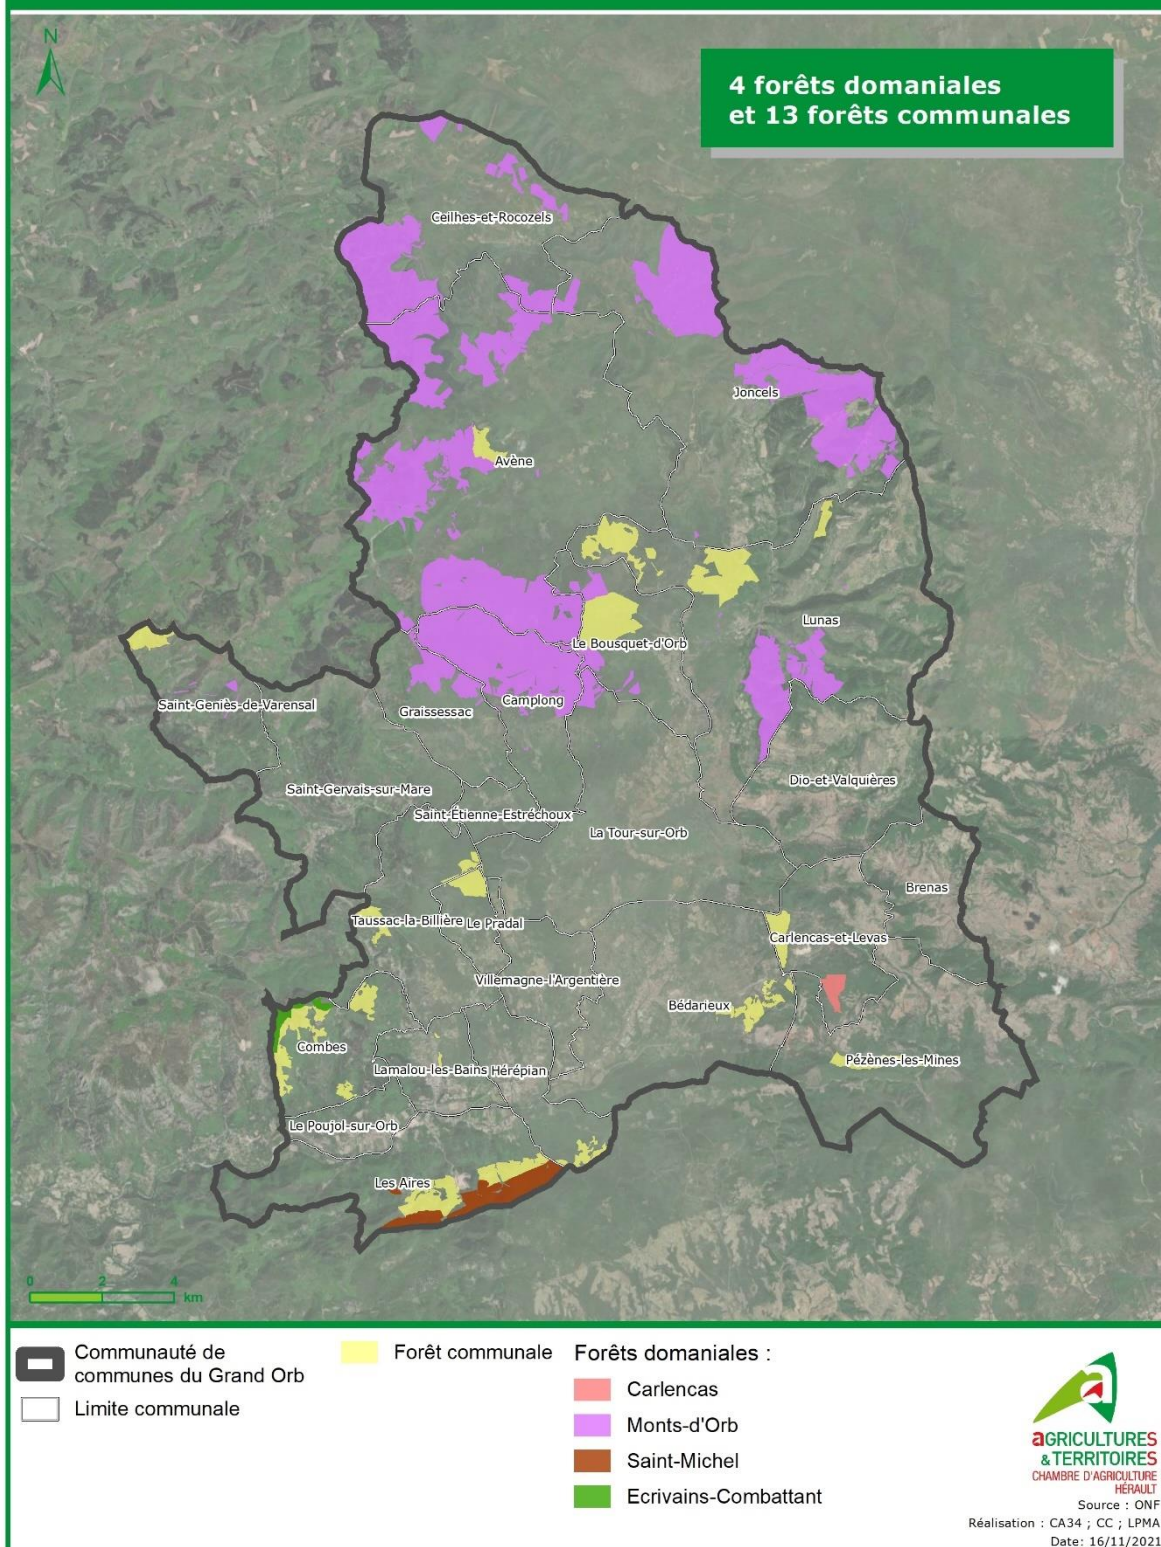 N
4 forêts domaniales
et 13 forêts communales
Ceilhes-et-Rocozels
Joncels
Avène
Lunas
Le Bousquet-d'Orb
Saint-Geniès-de-Varensal
Camplong
Graissessac
Dio-et-Valquières
Saint-Gervais-sur-Mare
Saint-Étienne-Estréchoux
La Tour-sur-Orb
Brenas
Taussac-la-Billière
Le Pradal
Carlencas-et-Levas
Villemagne-l'Argentière
Bédarieux
Combes
Pézènes-les-Mines
Lamalou-les-Bains
Hérépian
Le Poujol-sur-Orb
Les Aires
0 2 4
km
Communauté de
communes du Grand Orb
Limite communale
Forêt communale
Forêts domaniales :
Carlencas
Monts-d'Orb
Saint-Michel
Ecrivains-Combattant
aGRICULTURES
& TERRITOIRES
CHAMBRE D'AGRICULTURE
HÉRAULT
Source : ONF
Réalisation : CA34 ; CC ; LPMA
Date: 16/11/2021